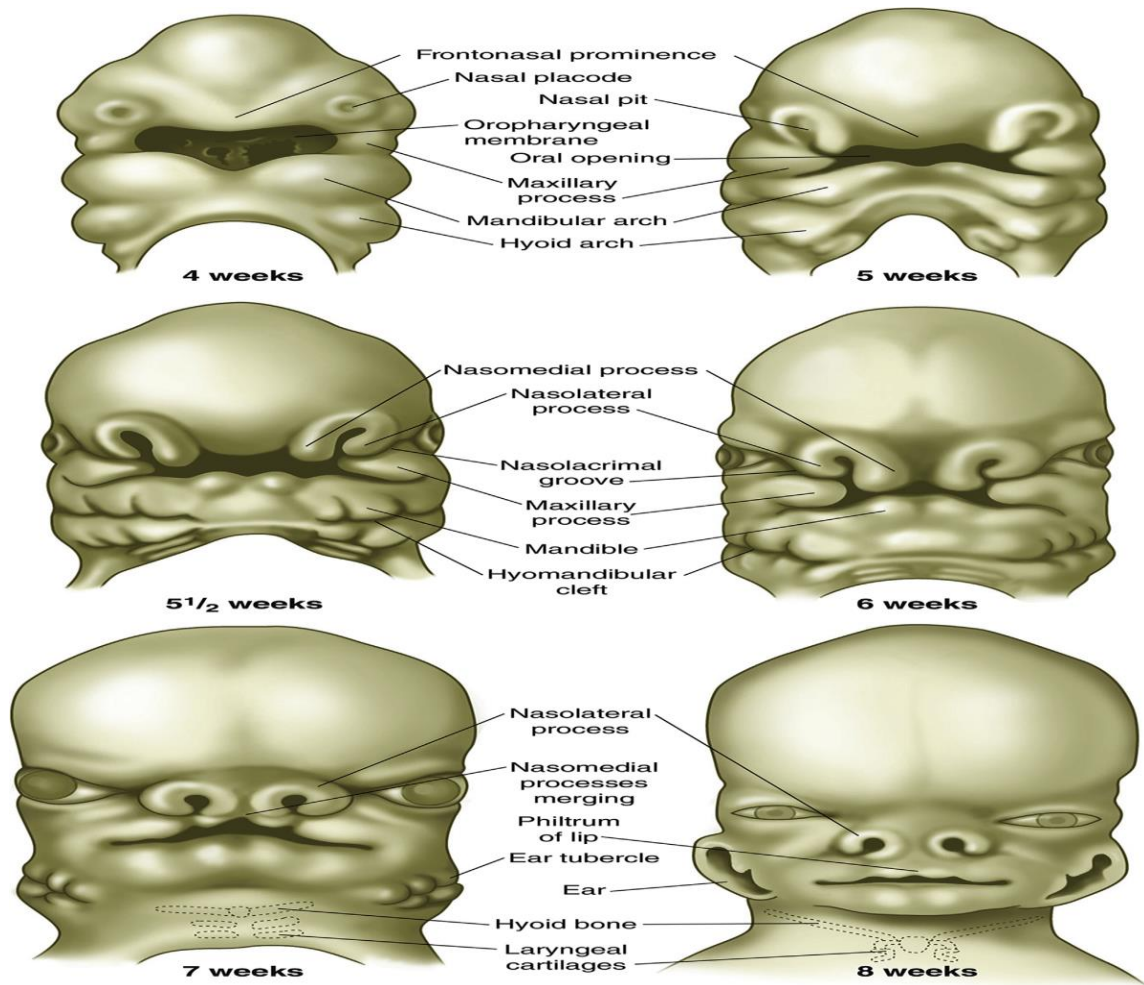 Frontonasal prominence
Nasal placode
Nasal pit
Oropharyngeal
membrane
Oral opening
Maxillary
process
Mandibular arch
Hyoid arch
4 weeks
5 weeks
Nasomedial process
Nasolateral
process
Nasolacrimal
groove
Maxillary
process
Mandible
Hyomandibular
cleft
5 1/2 weeks
6 weeks
Nasolateral
process
Nasomedial
processes
merging
Philtrum
of lip
Ear tubercle
Ear
Hyoid bone
Laryngeal
cartilages
7 weeks
8 weeks